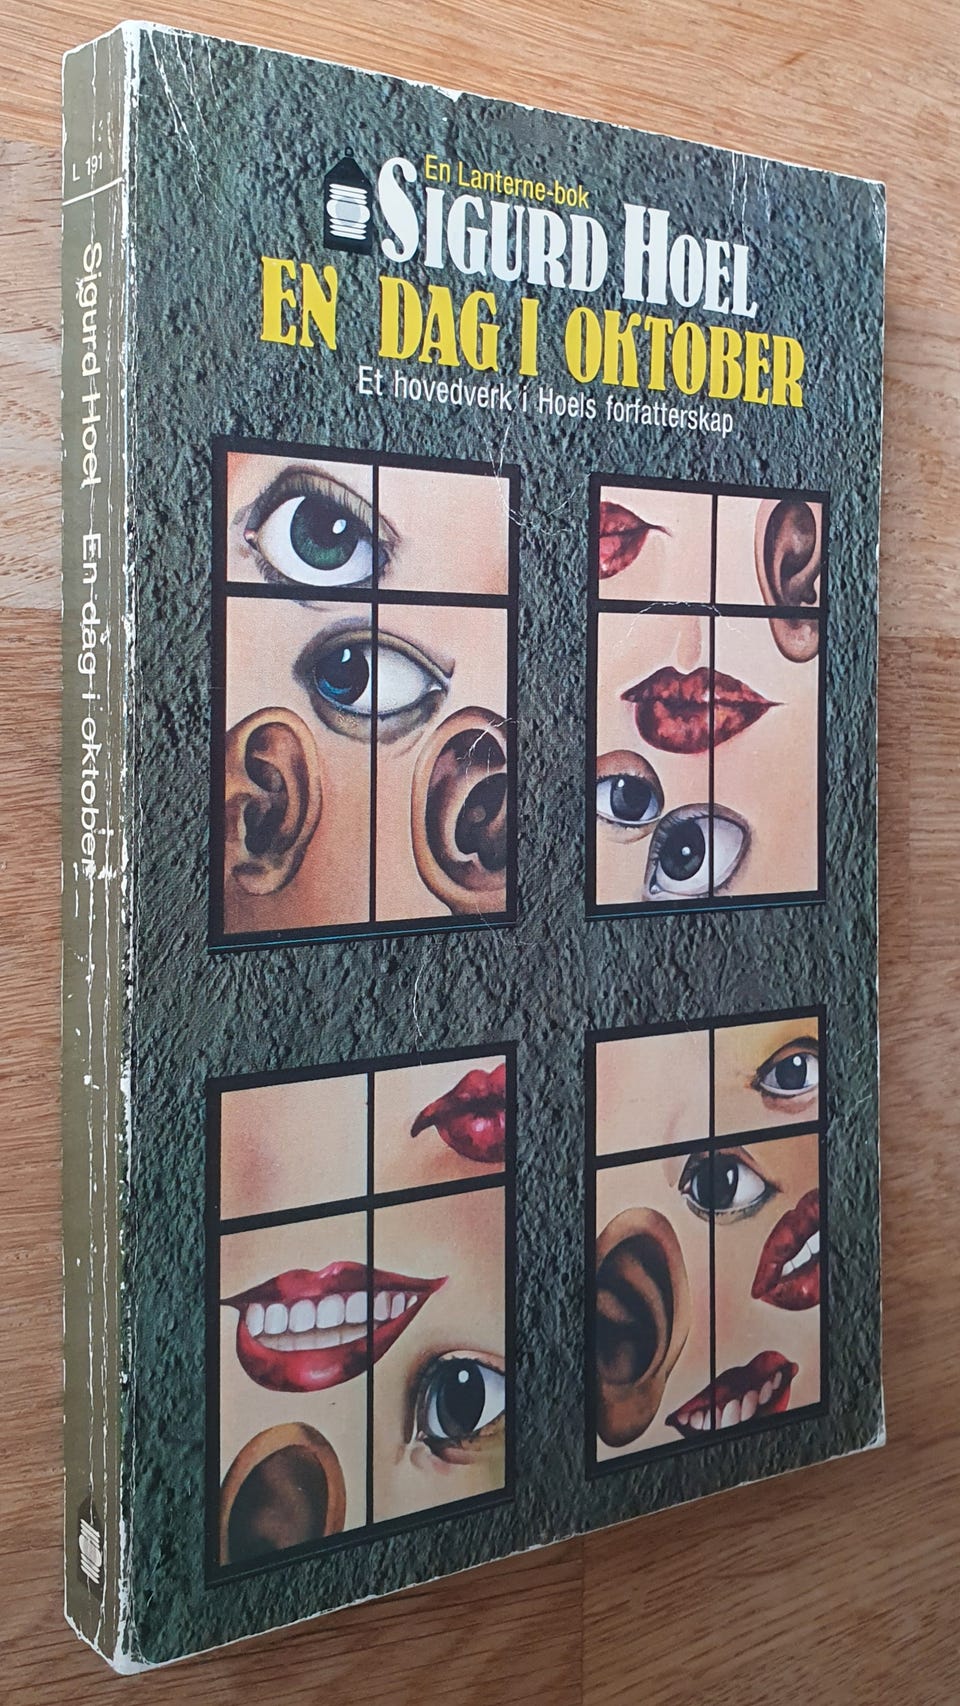 En Lanterne-bok
SIGURD HOEL
EN DAG I OKTOBER
Et hovedverk i Hoels forfatterskap
L 191
Sigurd Hoel En dag i oktober